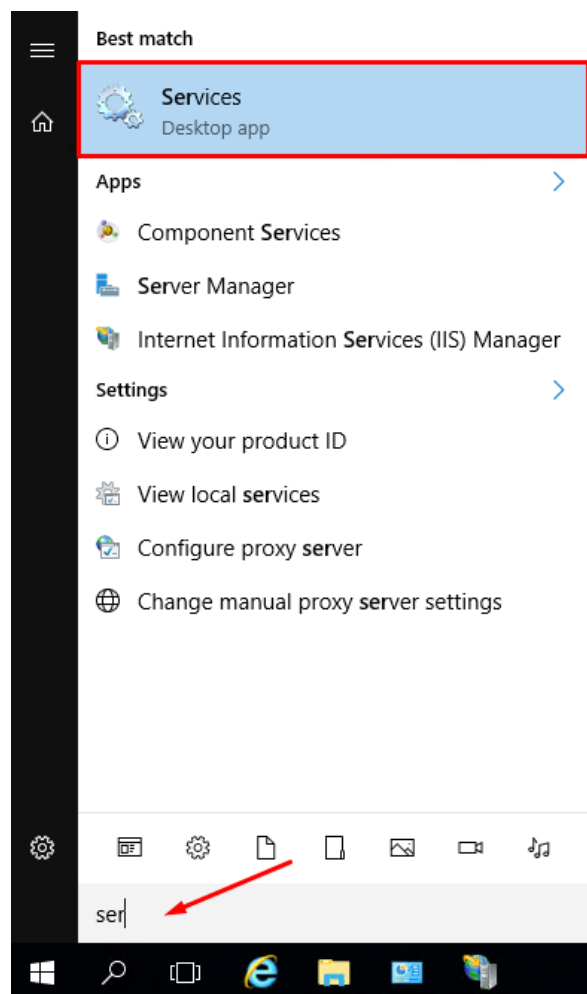 Best match
Services
Desktop app
Apps
Component Services
Server Manager
Internet Information Services (IIS) Manager
Settings
View your product ID
View local services
Configure proxy server
Change manual proxy server settings
ser